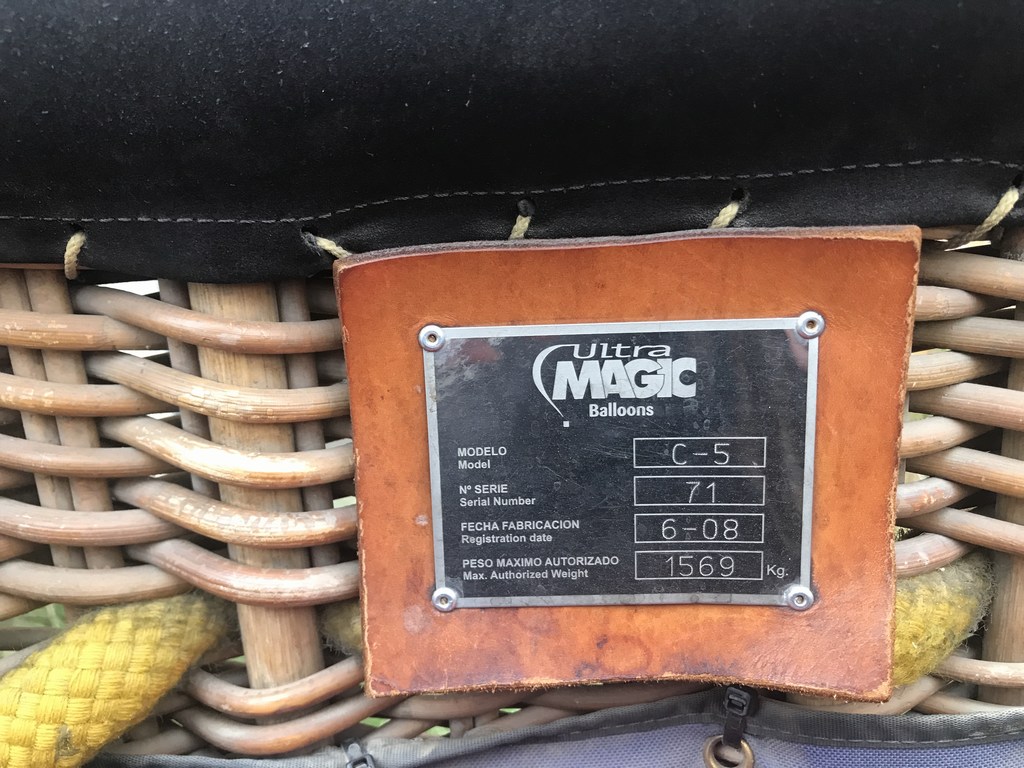 Ultra
MAGIC
Balloons
MODELO
Model
C-5
Nº SERIE
Serial Number
71
FECHA FABRICACION
Registration date
6-08
PESO MAXIMO AUTORIZADO
Max. Authorized Weight
1569 Kg.